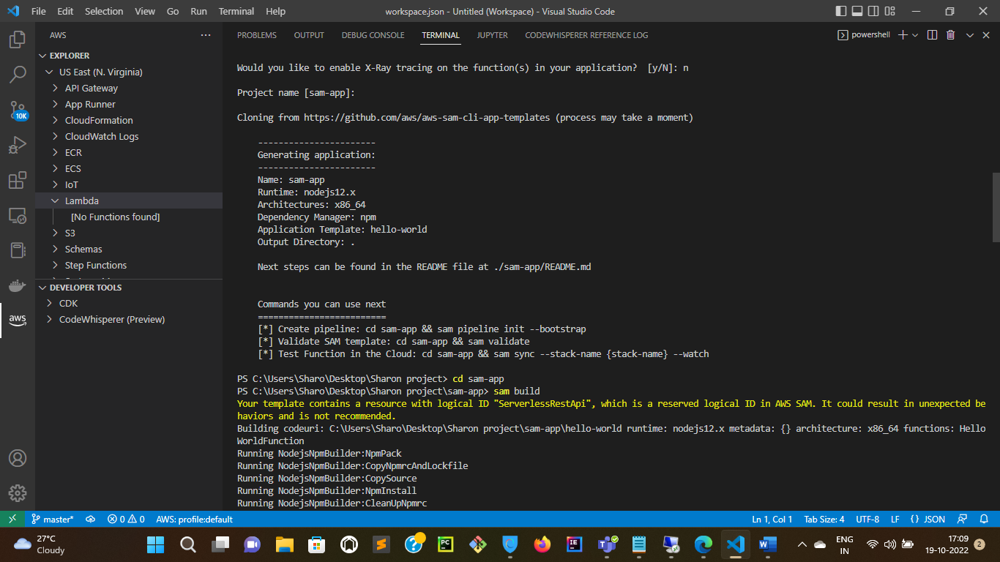 File Edit Selection View Go Run Terminal Help
workspace.json - Untitled (Workspace) - Visual Studio Code
AWS
EXPLORER
US East (N. Virginia)
API Gateway
App Runner
CloudFormation
CloudWatch Logs
ECR
ECS
IoT
Lambda
[No Functions found]
S3
Schemas
Step Functions
DEVELOPER TOOLS
CDK
CodeWhisperer (Preview)
10K
aws
PROBLEMS OUTPUT DEBUG CONSOLE TERMINAL JUPYTER CODEWHISPERER REFERENCE LOG
powershell
Would you like to enable X-Ray tracing on the function(s) in your application?  [y/N]: n
Project name [sam-app]:
Cloning from https://github.com/aws/aws-sam-cli-app-templates (process may take a moment)
-----------------------
Generating application:
-----------------------
Name: sam-app
Runtime: nodejs12.x
Architectures: x86_64
Dependency Manager: npm
Application Template: hello-world
Output Directory: .
Next steps can be found in the README file at ./sam-app/README.md
Commands you can use next
=========================
[*] Create pipeline: cd sam-app && sam pipeline init --bootstrap
[*] Validate SAM template: cd sam-app && sam validate
[*] Test Function in the Cloud: cd sam-app && sam sync --stack-name {stack-name} --watch
PS C:\Users\Sharo\Desktop\Sharon project> cd sam-app
PS C:\Users\Sharo\Desktop\Sharon project\sam-app> sam build
Your template contains a resource with logical ID "ServerlessRestApi", which is a reserved logical ID in AWS SAM. It could result in unexpected be
haviors and is not recommended.
Building codeuri: C:\Users\Sharo\Desktop\Sharon project\sam-app\hello-world runtime: nodejs12.x metadata: {} architecture: x86_64 functions: Hello
WorldFunction
Running NodejsNpmBuilder:NpmPack
Running NodejsNpmBuilder:CopyNpmrcAndLockfile
Running NodejsNpmBuilder:CopySource
Running NodejsNpmBuilder:NpmInstall
Running NodejsNpmBuilder:CleanUpNpmrc
master* 0 0 AWS: profile:default
Ln 1, Col 1 Tab Size: 4 UTF-8 LF {} JSON
27°C
Cloudy
ENG
IN
17:09
19-10-2022
2